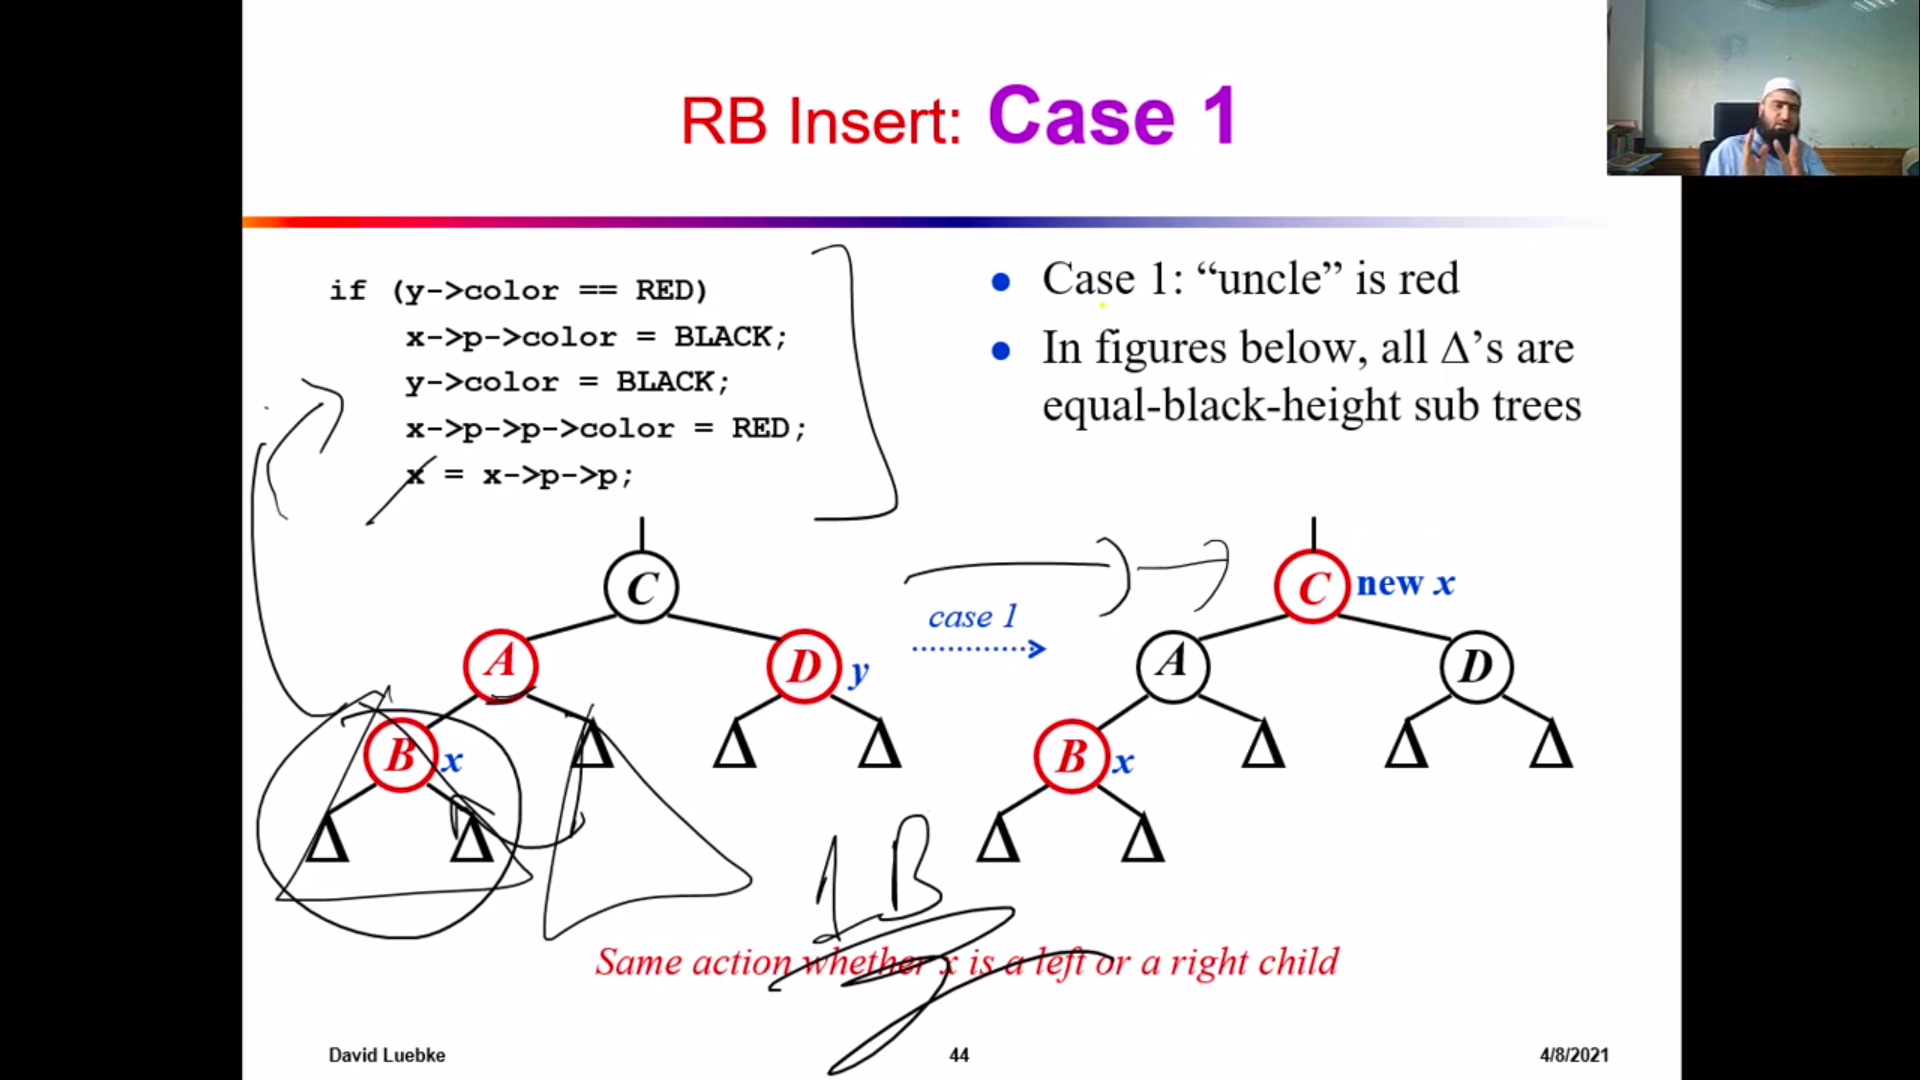 RB Insert: Case 1
if (y->color == RED)
x->p->color = BLACK;
y->color = BLACK;
x->p->p->color = RED;
x = x->p->p;
● Case 1: “uncle” is red
● In figures below, all Δ’s are
equal-black-height sub trees
C
A
D y
B x
Δ Δ Δ
Δ Δ
case 1
C new x
A
D
B x
Δ Δ Δ
Δ Δ
1B
Same action whether x is a left or a right child
David Luebke
44
4/8/2021